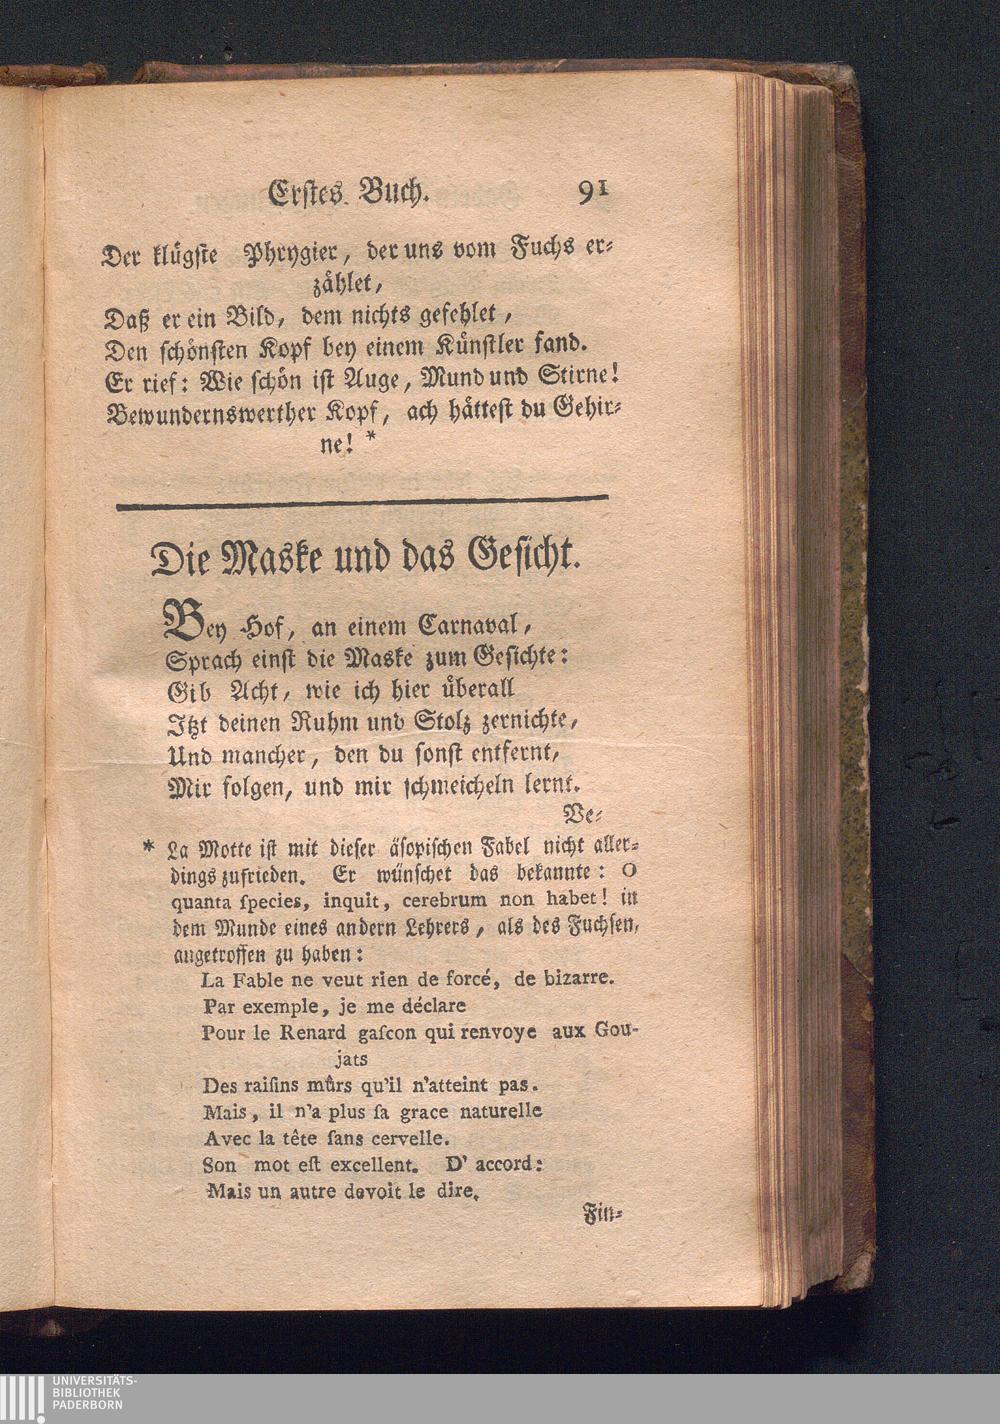 Erstes Buch. 91
Der klügste Phrygier, der uns vom Fuchs er-
zählet,
Daß er ein Bild, dem nichts gefehlet,
Den schönsten Kopf bey einem Künstler fand.
Er rief: Wie schön ist Auge, Mund und Stirne!
Bewundernswerther Kopf, ach hättest du Gehir-
ne! *
Die Maske und das Gesicht.
Bey Hof, an einem Carnaval,
Sprach einst die Maske zum Gesichte:
Gib Acht, wie ich hier überall
Itzt deinen Ruhm und Stolz zernichte,
Und mancher, den du sonst entfernt,
Mir folgen, und mir schmeicheln lernt.
Ve-
* La Motte ist mit dieser äsopischen Fabel nicht aller-
dings zufrieden. Er wünschet das bekannte: O
quanta ſpecies, inquit, cerebrum non habet! in
dem Munde eines andern Lehrers, als des Fuchsen,
angetroffen zu haben:
La Fable ne veut rien de forcé, de bizarre.
Par exemple, je me déclare
Pour le Renard gaſcon qui renvoye aux Gou-
jats
Des raiſins mûrs qu'il n'atteint pas.
Mais, il n'a plus ſa grace naturelle
Avec la tête ſans cervelle.
Son mot eſt excellent. D' accord:
Mais un autre devoit le dire.
Fin-
UNIVERSITÄTS-
BIBLIOTHEK
PADERBORN